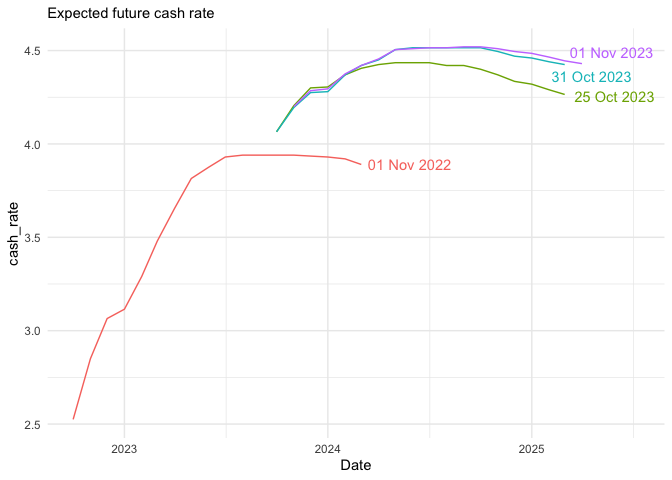 Expected future cash rate
4.5
4.0
3.5
3.0
2.5
cash_rate
01 Nov 2023
31 Oct 2023
25 Oct 2023
01 Nov 2022
2023
2024
2025
Date